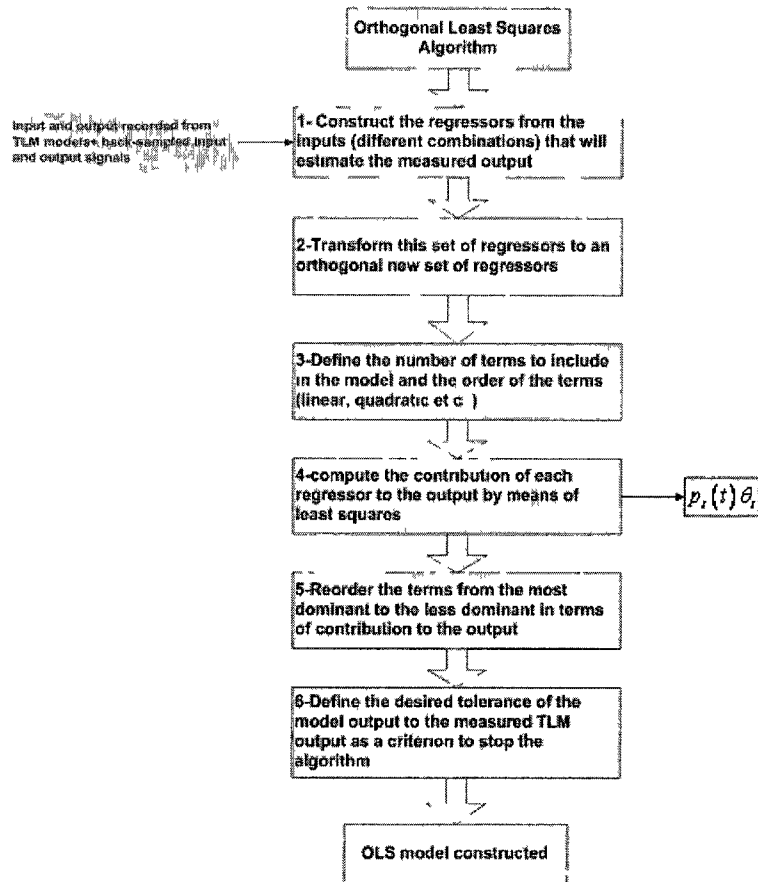 Orthogonal Least Squares
Algorithm
Input and output recorded from
TLM models+ back-sampled input
and output signals
1- Construct the regressors from the
inputs (different combinations) that will
estimate the measured output
2-Transform this set of regressors to an
orthogonal new set of regressors
3-Define the number of terms to include
in the model and the order of the terms
(linear, quadratic et c )
4-compute the contribution of each
regressor to the output by means of
least squares
p_i(t)θ_i
5-Reorder the terms from the most
dominant to the less dominant in terms
of contribution to the output
6-Define the desired tolerance of the
model output to the measured TLM
output as a criterion to stop the
algorithm
OLS model constructed